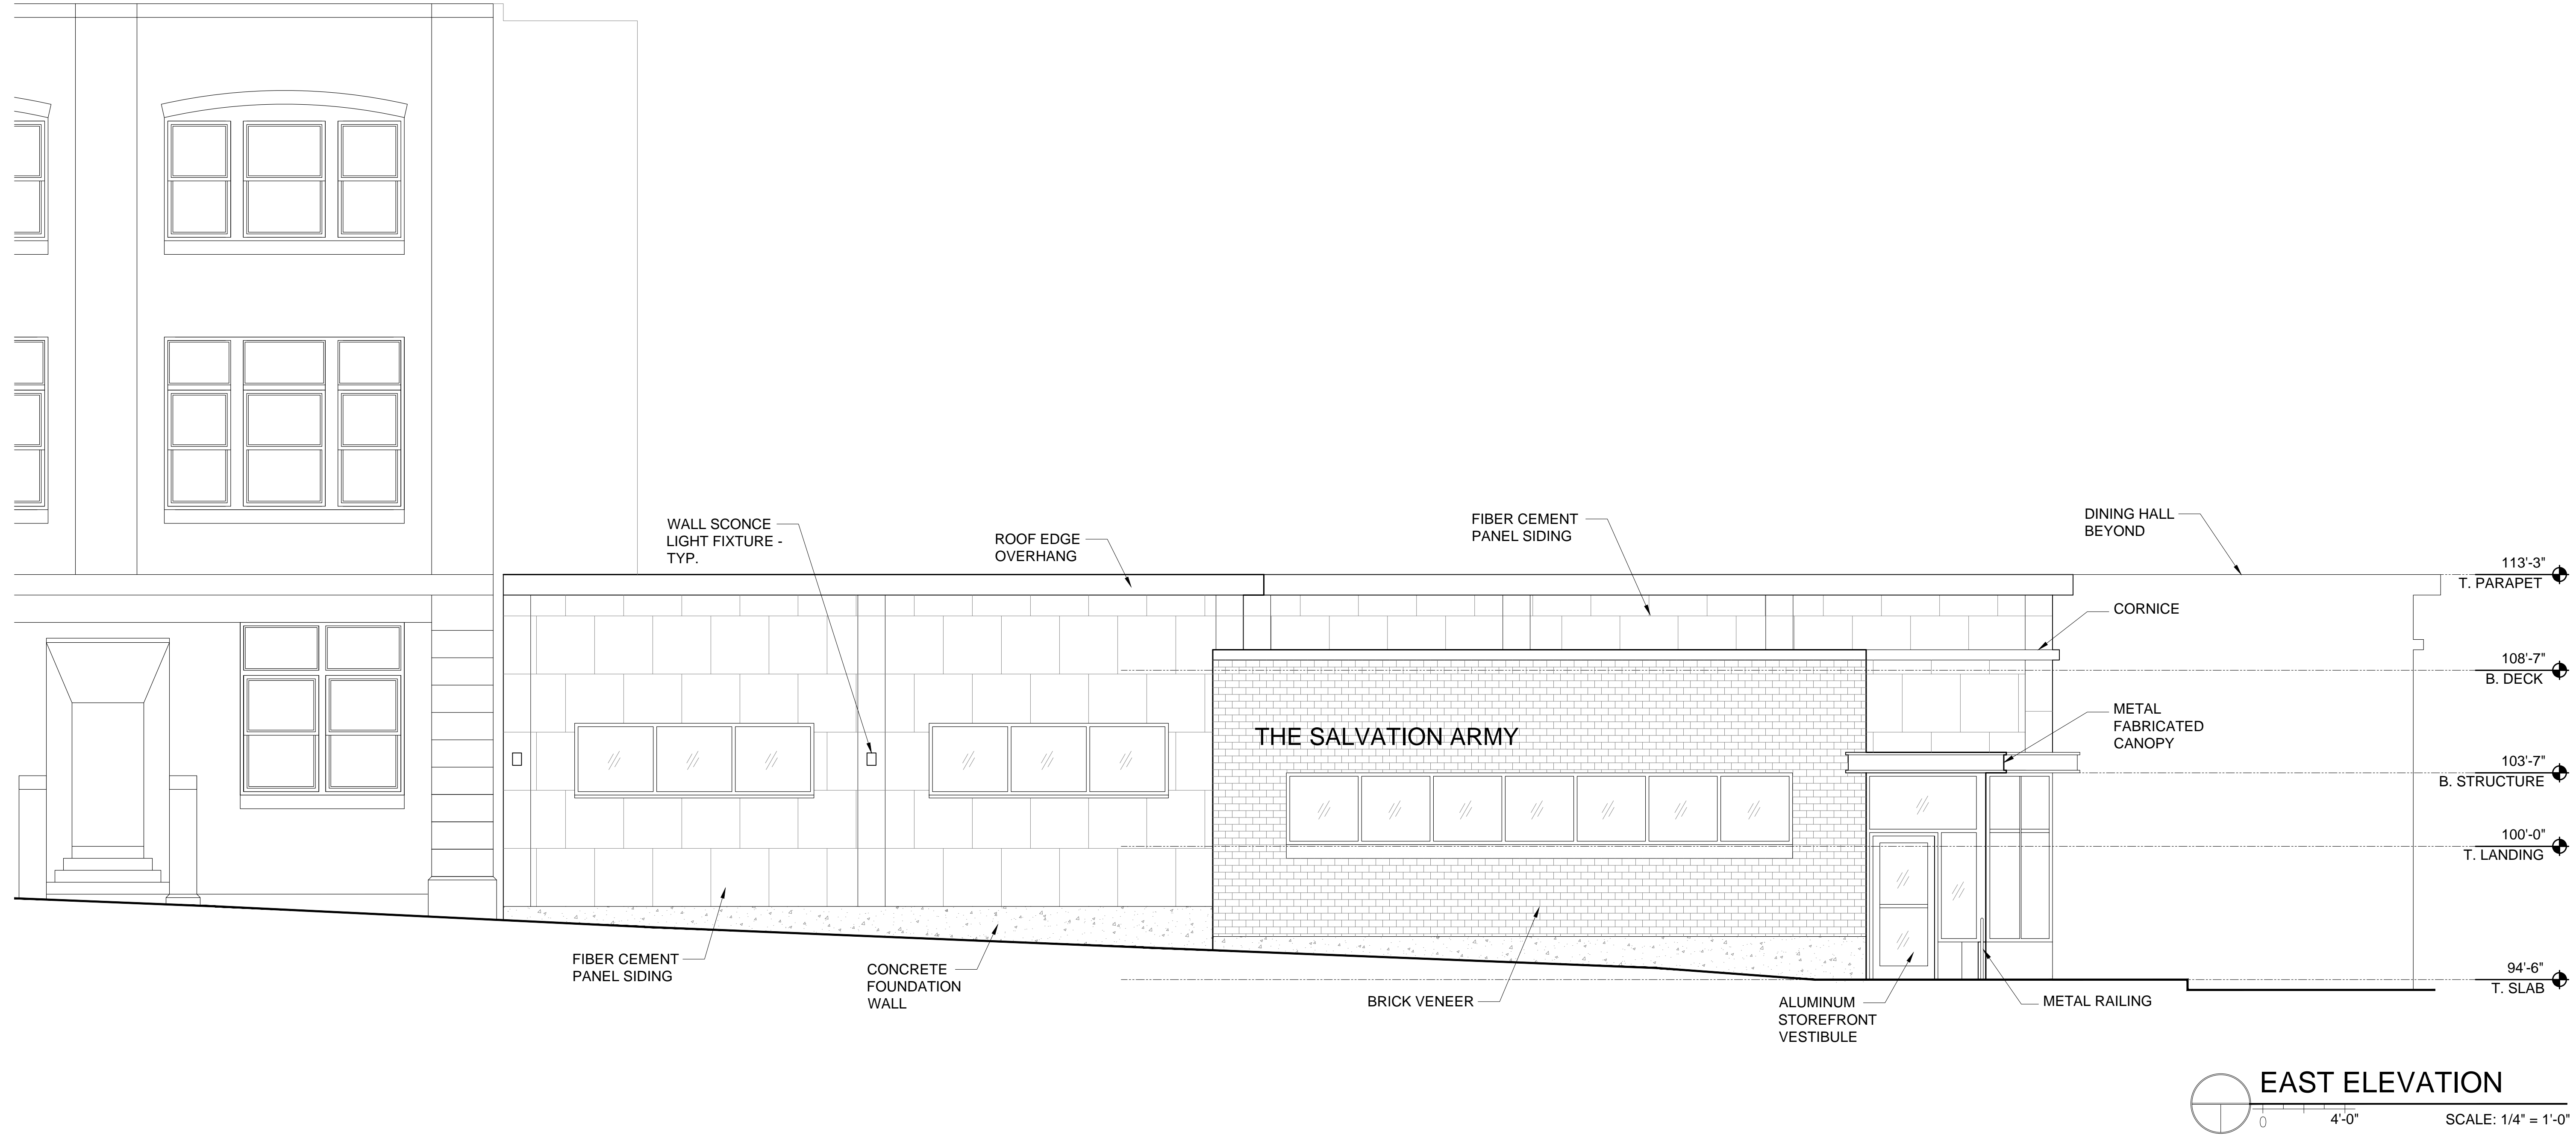 WALL SCONCE
LIGHT FIXTURE -
TYP.
ROOF EDGE
OVERHANG
FIBER CEMENT
PANEL SIDING
DINING HALL
BEYOND
113'-3"
T. PARAPET
CORNICE
108'-7"
B. DECK
METAL
FABRICATED
CANOPY
THE SALVATION ARMY
103'-7"
B. STRUCTURE
100'-0"
T. LANDING
FIBER CEMENT
PANEL SIDING
CONCRETE
FOUNDATION
WALL
BRICK VENEER
ALUMINUM
STOREFRONT
VESTIBULE
METAL RAILING
94'-6"
T. SLAB
EAST ELEVATION
0 4'-0" SCALE: 1/4" = 1'-0"